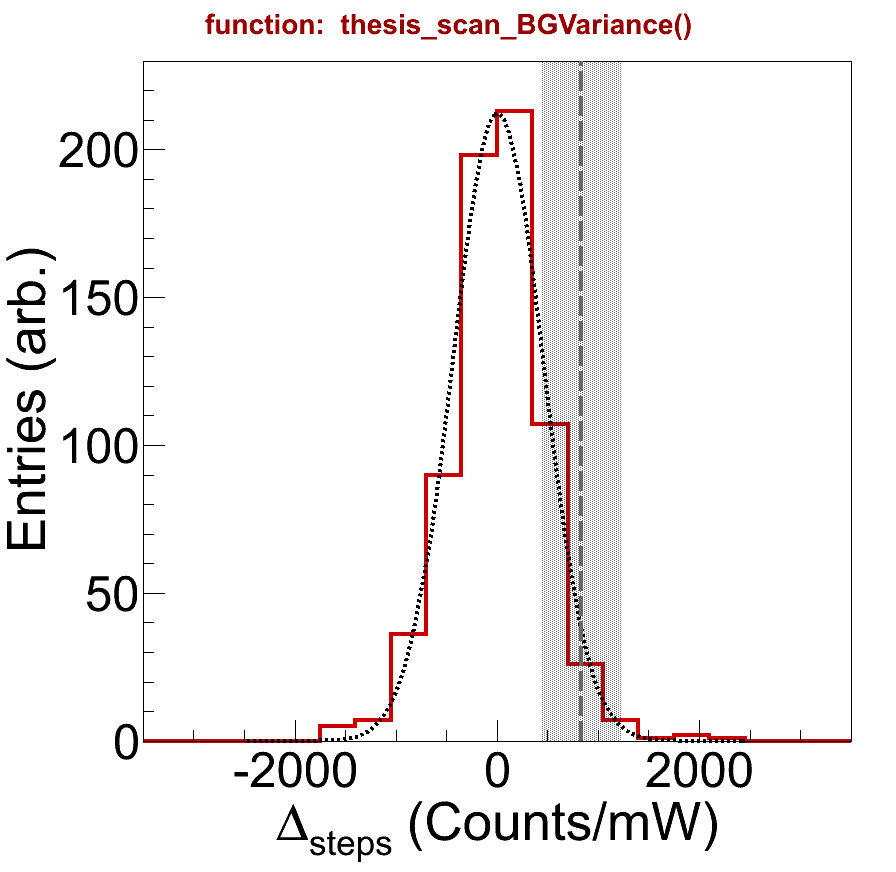 function: thesis_scan_BGVariance()
200
150
100
50
0
Entries (arb.)
-2000 0 2000
Δsteps (Counts/mW)